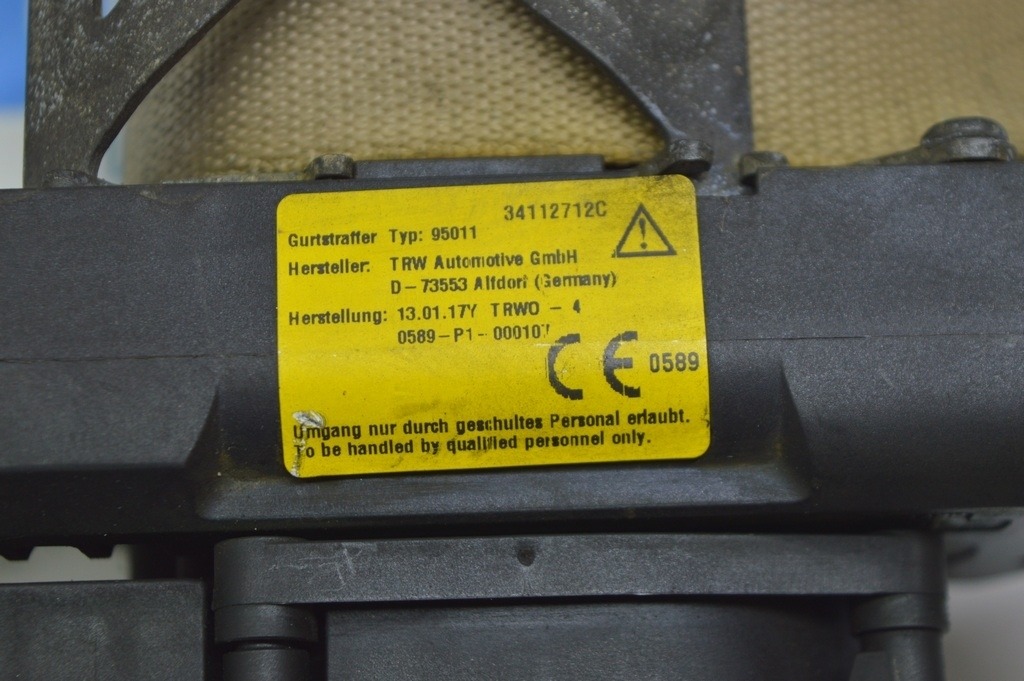 34112712C
Gurtstraffer Typ: 95011
Hersteller: TRW Automotive GmbH
D-73553 Alfdorf (Germany)
Herstellung: 13.01.17Y TRWO - 4
0589-P1-
CE 0589
Umgang nur durch geschultes Personal erlaubt.
To be handled by qualified personnel only.